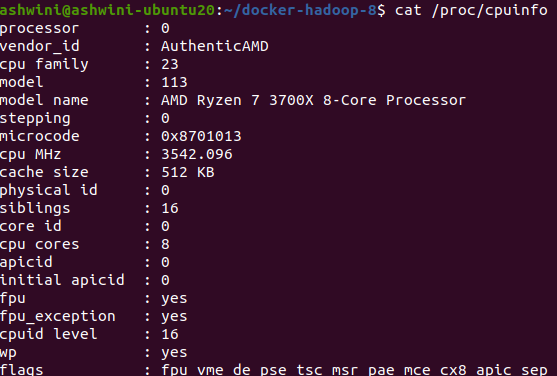 ashwini@ashwini-ubuntu20:~/docker-hadoop-8$ cat /proc/cpuinfo
processor : 0
vendor_id : AuthenticAMD
cpu family : 23
model : 113
model name : AMD Ryzen 7 3700X 8-Core Processor
stepping : 0
microcode : 0x8701013
cpu MHz : 3542.096
cache size : 512 KB
physical id : 0
siblings : 16
core id : 0
cpu cores : 8
apicid : 0
initial apicid : 0
fpu : yes
fpu_exception : yes
cpuid level : 16
wp : yes
flags : fpu vme de pse tsc msr pae mce cx8 apic sep